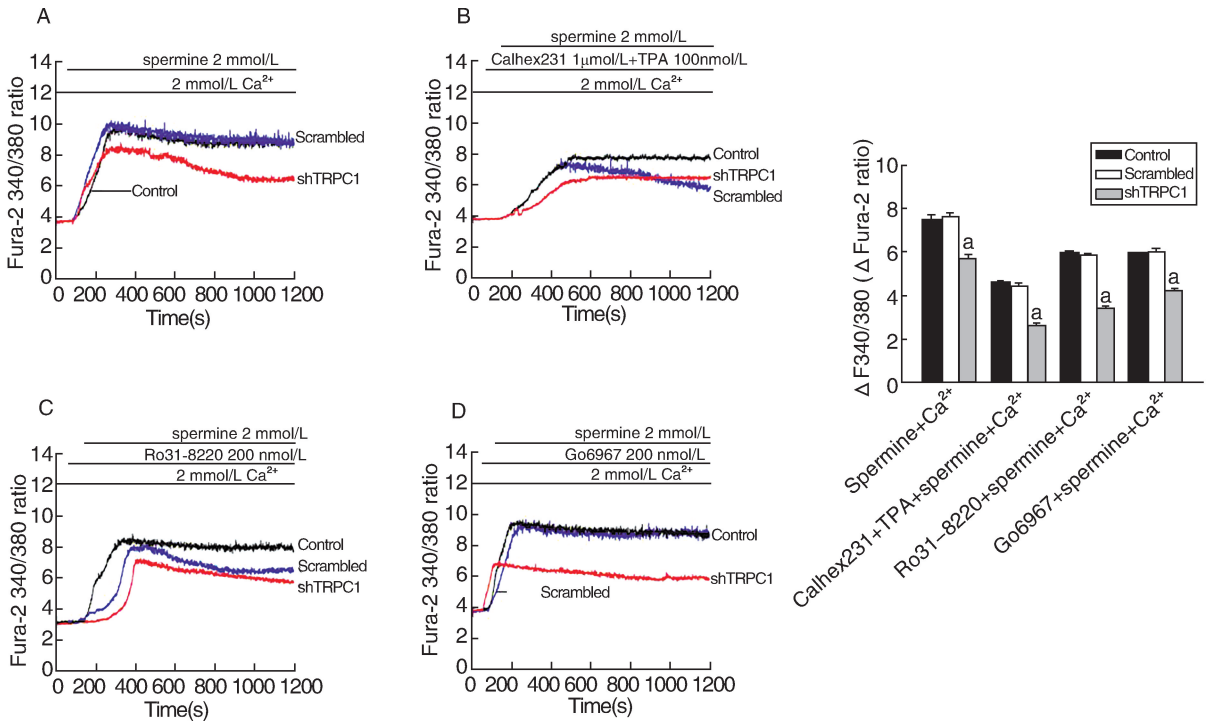 A
spermine 2 mmol/L
2 mmol/L Ca²⁺
14
12
10
8
6
4
2
0
Fura-2 340/380 ratio
Scrambled
Control
shTRPC1
0 200 400 600 800 1000 1200
Time(s)
B
spermine 2 mmol/L
Calhex231 1μmol/L+TPA 100nmol/L
2 mmol/L Ca²⁺
14
12
10
8
6
4
2
0
Fura-2 340/380 ratio
Control
shTRPC1
Scrambled
0 200 400 600 800 1000 1200
Time(s)
C
spermine 2 mmol/L
Ro31-8220 200 nmol/L
2 mmol/L Ca²⁺
14
12
10
8
6
4
2
0
Fura-2 340/380 ratio
Control
Scrambled
shTRPC1
0 200 400 600 800 1000 1200
Time(s)
D
spermine 2 mmol/L
Go6967 200 nmol/L
2 mmol/L Ca²⁺
14
12
10
8
6
4
2
0
Fura-2 340/380 ratio
Control
shTRPC1
Scrambled
0 200 400 600 800 1000 1200
Time(s)
Control
Scrambled
shTRPC1
10
8
6
4
2
0
Δ F340/380 (Δ Fura-2 ratio)
a
a
a
a
Spermine+Ca²⁺
Calhex231+TPA+spermine+Ca²⁺
Ro31–8220+spermine+Ca²⁺
Go6967+spermine+Ca²⁺